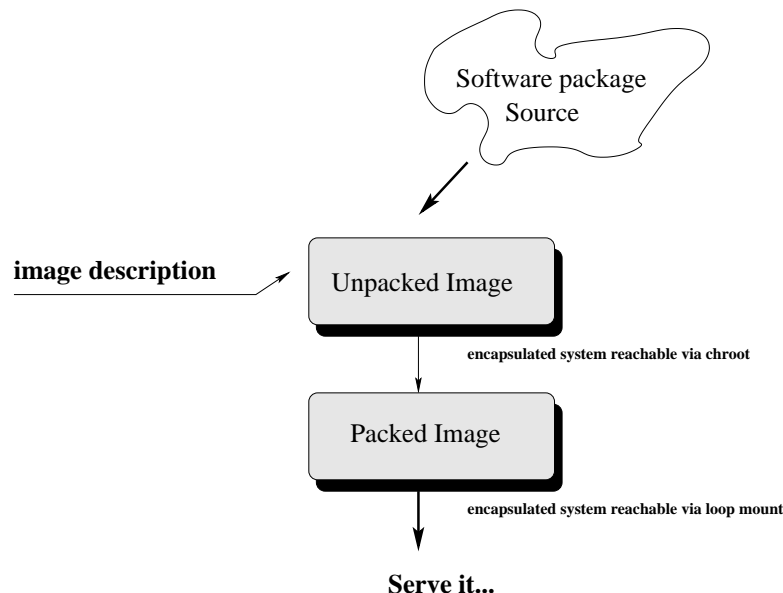 Software package
Source
image description
Unpacked Image
encapsulated system reachable via chroot
Packed Image
encapsulated system reachable via loop mount
Serve it...